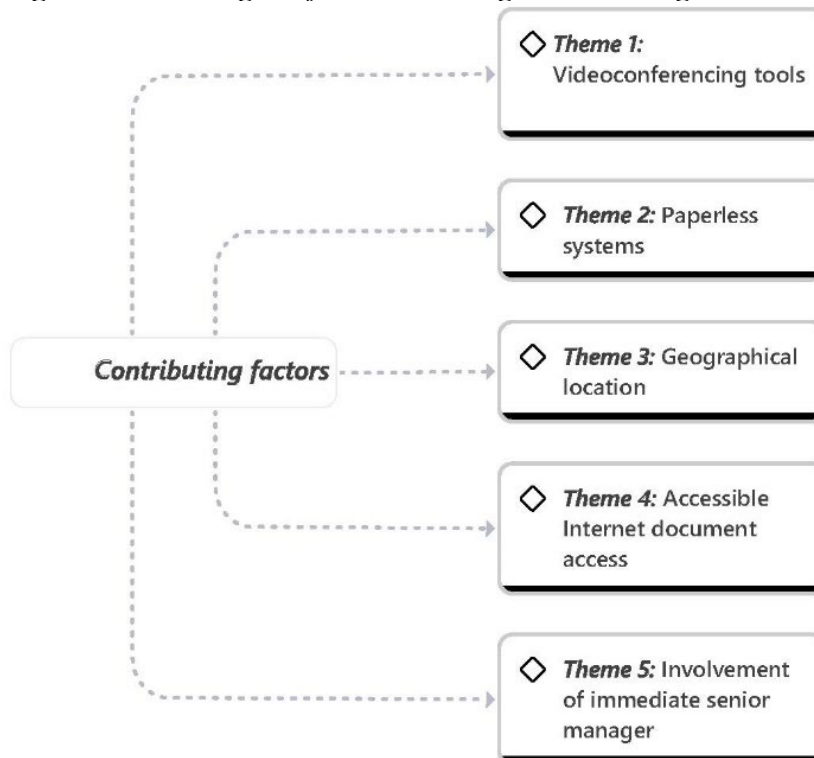 Theme 1:
Videoconferencing tools
Theme 2: Paperless
systems
Contributing factors
Theme 3: Geographical
location
Theme 4: Accessible
Internet document
access
Theme 5: Involvement
of immediate senior
manager